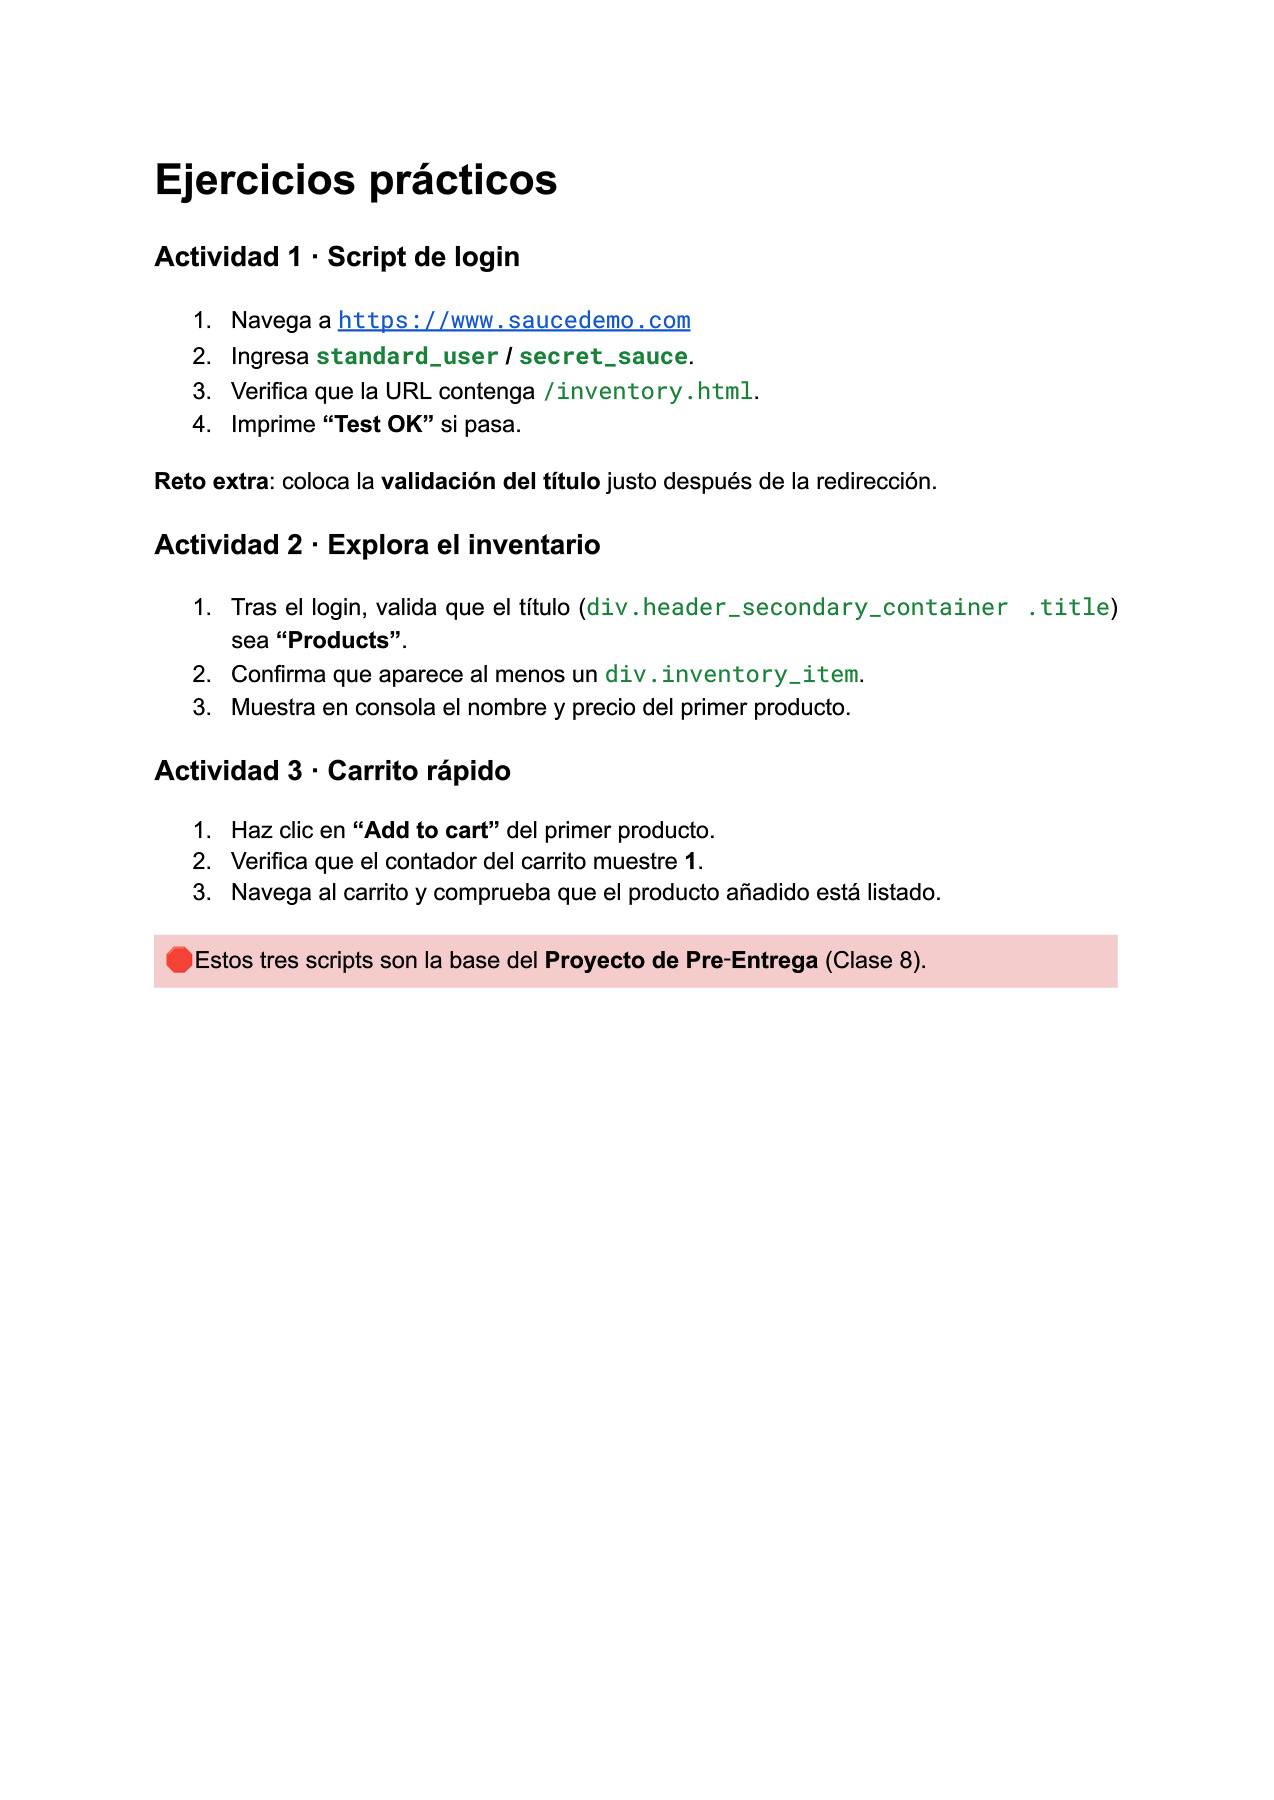 Ejercicios prácticos
Actividad 1 · Script de login
1. Navega a https://www.saucedemo.com
2. Ingresa standard_user / secret_sauce.
3. Verifica que la URL contenga /inventory.html.
4. Imprime “Test OK” si pasa.
Reto extra: coloca la validación del título justo después de la redirección.
Actividad 2 · Explora el inventario
1. Tras el login, valida que el título (div.header_secondary_container .title)
sea “Products”.
2. Confirma que aparece al menos un div.inventory_item.
3. Muestra en consola el nombre y precio del primer producto.
Actividad 3 · Carrito rápido
1. Haz clic en “Add to cart” del primer producto.
2. Verifica que el contador del carrito muestre 1.
3. Navega al carrito y comprueba que el producto añadido está listado.
🛑Estos tres scripts son la base del Proyecto de Pre-Entrega (Clase 8).